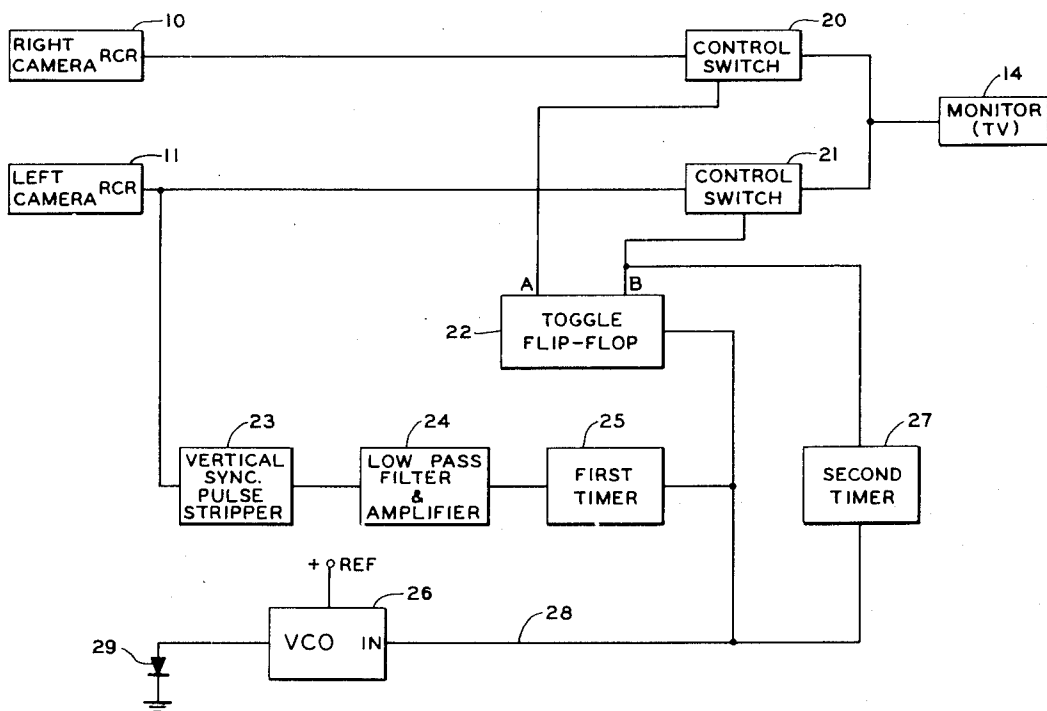 10
RIGHT
CAMERA RCR
20
CONTROL
SWITCH
14
MONITOR
(TV)
11
LEFT
CAMERA RCR
21
CONTROL
SWITCH
A B
22
TOGGLE
FLIP-FLOP
23
VERTICAL
SYNC.
PULSE
STRIPPER
24
LOW PASS
FILTER
&
AMPLIFIER
25
FIRST
TIMER
27
SECOND
TIMER
+ REF
26
VCO IN
28
29